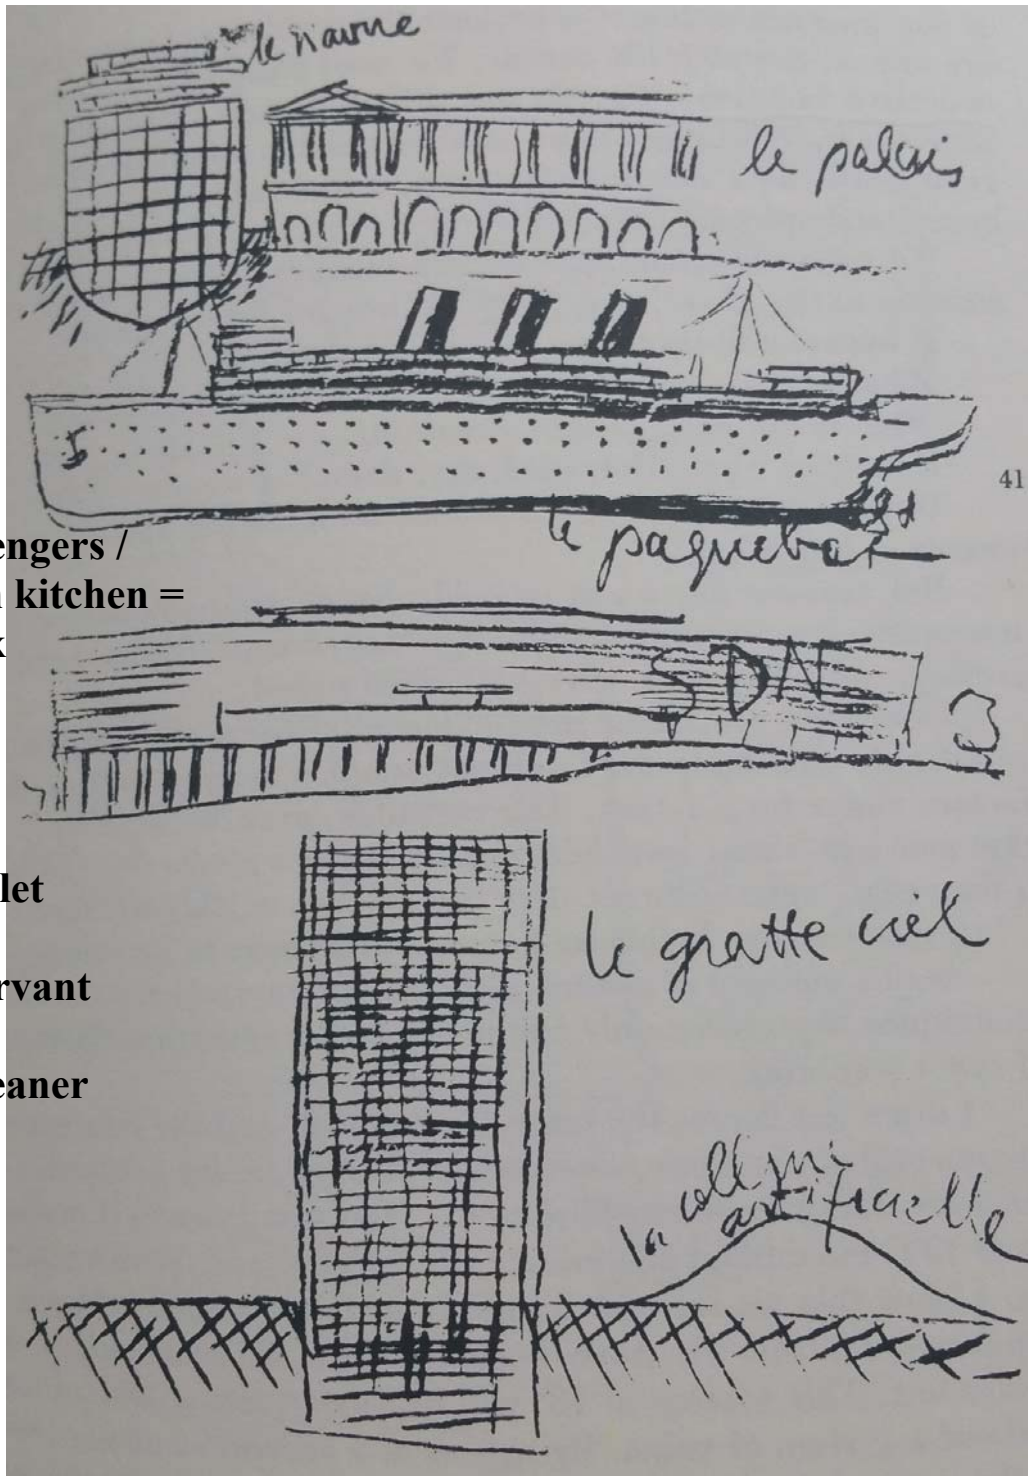 le navire
le palais
41
le paquebot
engers /
kitchen =
SDN
3
let
rvant
le gratte ciel
eaner
la colline
artificielle